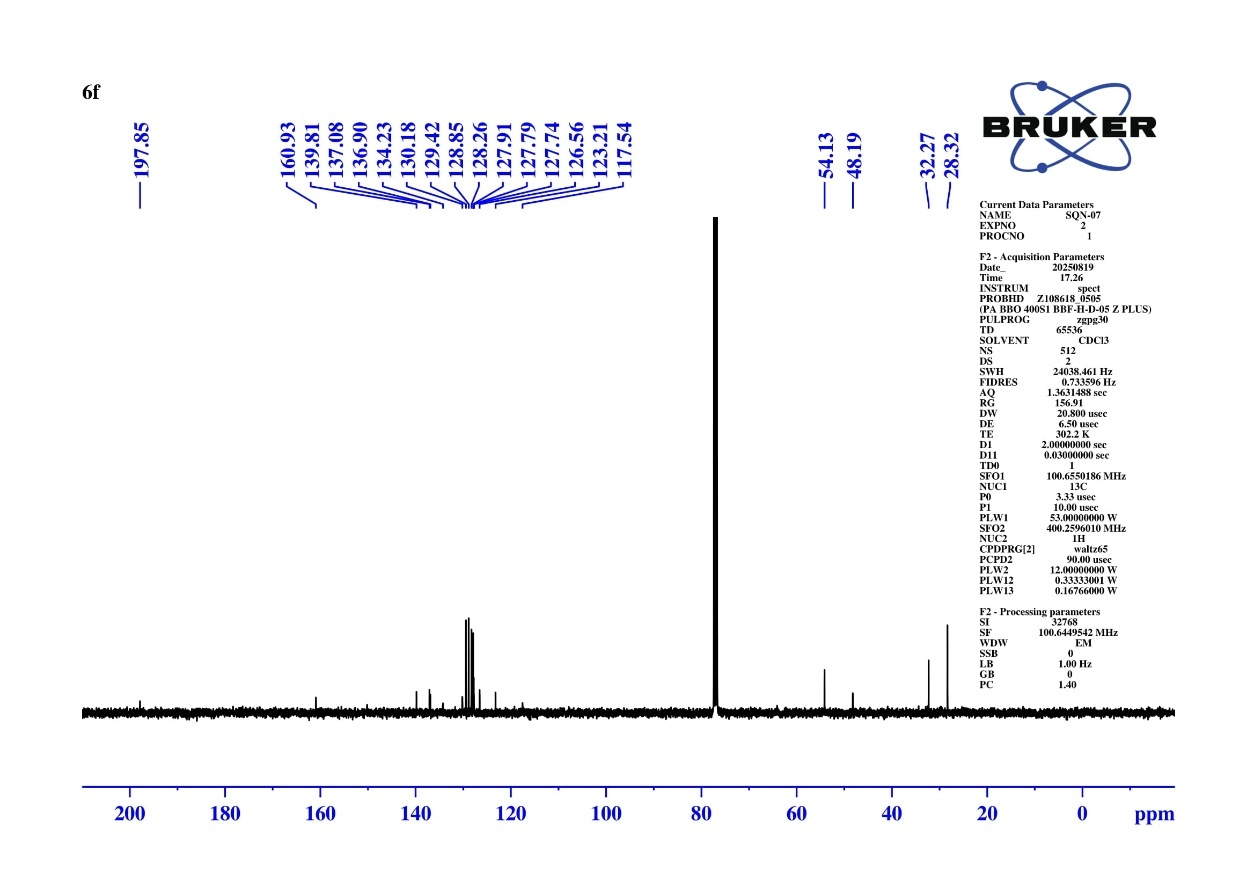 6f
197.85
160.93
139.81
137.08
136.90
134.23
130.18
129.42
128.85
128.26
127.91
127.79
127.74
126.56
123.21
117.54
54.13
48.19
32.27
28.32
BRUKER
Current Data Parameters
NAME SQN-07
EXPNO 2
PROCNO 1
F2 - Acquisition Parameters
Date_ 20250819
Time 17.26
INSTRUM spect
PROBHD Z108618_0505
(PA BBO 400S1 BBF-H-D-05 Z PLUS)
PULPROG zgpg30
TD 65536
SOLVENT CDCl3
NS 512
DS 2
SWH 24038.461 Hz
FIDRES 0.733596 Hz
AQ 1.3631488 sec
RG 156.91
DW 20.800 usec
DE 6.50 usec
TE 302.2 K
D1 2.00000000 sec
D11 0.03000000 sec
TD0 1
SFO1 100.6550186 MHz
NUC1 13C
P0 3.33 usec
P1 10.00 usec
PLW1 53.00000000 W
SFO2 400.2596010 MHz
NUC2 1H
CPDPRG[2] waltz65
PCPD2 90.00 usec
PLW2 12.00000000 W
PLW12 0.33333001 W
PLW13 0.16766000 W
F2 - Processing parameters
SI 32768
SF 100.6449542 MHz
WDW EM
SSB 0
LB 1.00 Hz
GB 0
PC 1.40
200 180 160 140 120 100 80 60 40 20 0 ppm